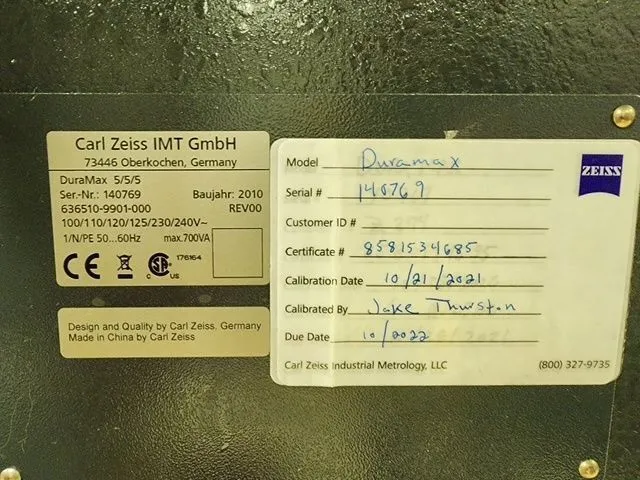 Carl Zeiss IMT GmbH
73446 Oberkochen, Germany
DuraMax 5/5/5
Ser.-Nr.: 140769 Baujahr: 2010
636510-9901-000 REV00
100/110/120/125/230/240V~
1/N/PE 50...60Hz max.700VA
CE SA® 176164
C US
Design and Quality by Carl Zeiss. Germany
Made in China by Carl Zeiss
ZEISS
Model Duramax
Serial # 140769
Customer ID #
Certificate # 8581534685
Calibration Date 10/21/2021
Calibrated By Jake Thurston
Due Date 10/2022
Carl Zeiss Industrial Metrology, LLC (800) 327-9735